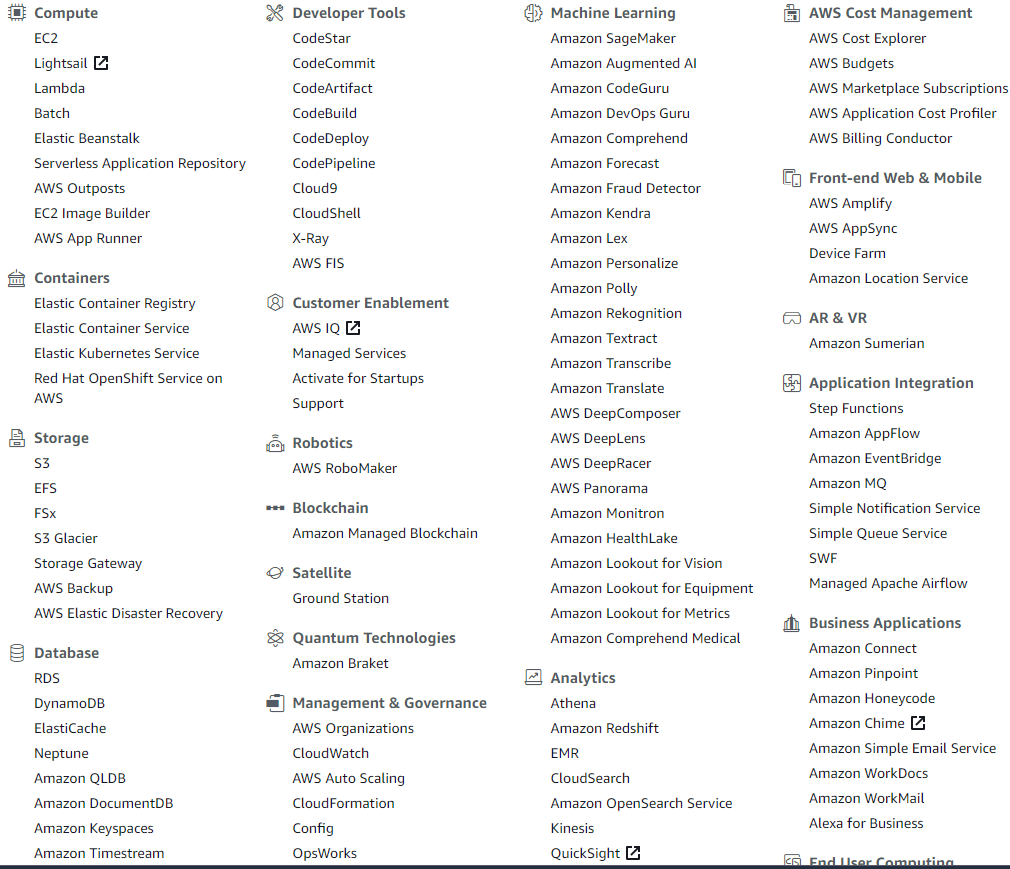 Compute
EC2
Lightsail
Lambda
Batch
Elastic Beanstalk
Serverless Application Repository
AWS Outposts
EC2 Image Builder
AWS App Runner
Containers
Elastic Container Registry
Elastic Container Service
Elastic Kubernetes Service
Red Hat OpenShift Service on
AWS
Storage
S3
EFS
FSx
S3 Glacier
Storage Gateway
AWS Backup
AWS Elastic Disaster Recovery
Database
RDS
DynamoDB
ElastiCache
Neptune
Amazon QLDB
Amazon DocumentDB
Amazon Keyspaces
Amazon Timestream
Developer Tools
CodeStar
CodeCommit
CodeArtifact
CodeBuild
CodeDeploy
CodePipeline
Cloud9
CloudShell
X-Ray
AWS FIS
Customer Enablement
AWS IQ
Managed Services
Activate for Startups
Support
Robotics
AWS RoboMaker
Blockchain
Amazon Managed Blockchain
Satellite
Ground Station
Quantum Technologies
Amazon Braket
Management & Governance
AWS Organizations
CloudWatch
AWS Auto Scaling
CloudFormation
Config
OpsWorks
Machine Learning
Amazon SageMaker
Amazon Augmented AI
Amazon CodeGuru
Amazon DevOps Guru
Amazon Comprehend
Amazon Forecast
Amazon Fraud Detector
Amazon Kendra
Amazon Lex
Amazon Personalize
Amazon Polly
Amazon Rekognition
Amazon Textract
Amazon Transcribe
Amazon Translate
AWS DeepComposer
AWS DeepLens
AWS DeepRacer
AWS Panorama
Amazon Monitron
Amazon HealthLake
Amazon Lookout for Vision
Amazon Lookout for Equipment
Amazon Lookout for Metrics
Amazon Comprehend Medical
Analytics
Athena
Amazon Redshift
EMR
CloudSearch
Amazon OpenSearch Service
Kinesis
QuickSight
AWS Cost Management
AWS Cost Explorer
AWS Budgets
AWS Marketplace Subscriptions
AWS Application Cost Profiler
AWS Billing Conductor
Front-end Web & Mobile
AWS Amplify
AWS AppSync
Device Farm
Amazon Location Service
AR & VR
Amazon Sumerian
Application Integration
Step Functions
Amazon AppFlow
Amazon EventBridge
Amazon MQ
Simple Notification Service
Simple Queue Service
SWF
Managed Apache Airflow
Business Applications
Amazon Connect
Amazon Pinpoint
Amazon Honeycode
Amazon Chime
Amazon Simple Email Service
Amazon WorkDocs
Amazon WorkMail
Alexa for Business
End User Computing